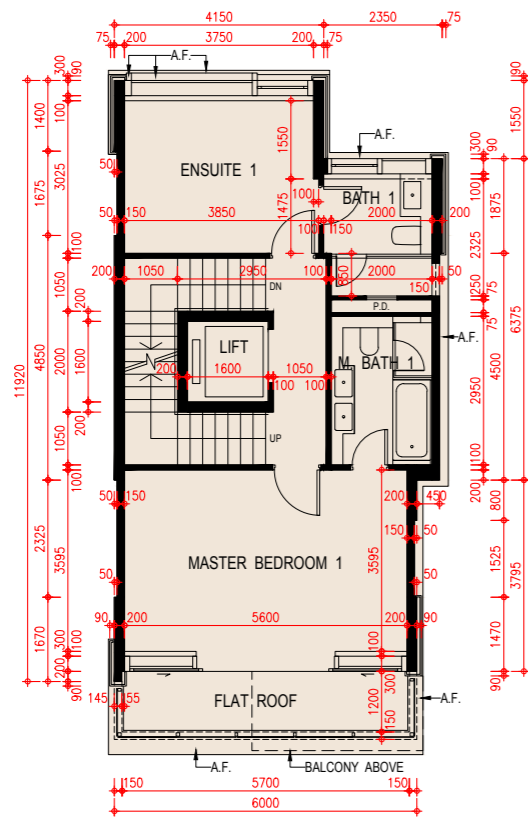 4150
2350
75 200 3750 200 75 75
A.F.
300 190
1400
100
3025
1675
100
1050
200
4850
2000
1600
11920
1050
200
100
2325
3595
1670
300 100
200
90
50
ENSUITE 1
1550
1475
100
50 150 3850 100 150 2000 200
BATH 1
A.F.
300 90
1550
100
1875
2325
200 1050 2950 100
DN
850
2000
150
50
250
75
75
P.D.
6375
4500
2950
LIFT
M. BATH 1
A.F.
200 1600 1050
100 100
UP
100
200
800
50 150
200 450
150 50
3595
MASTER BEDROOM 1
50
50
1525
3795
1470
90
90 200 5600 200 90
100
300
1200
150
FLAT ROOF
145 55
A.F.
A.F.
BALCONY ABOVE
150 5700 150
6000